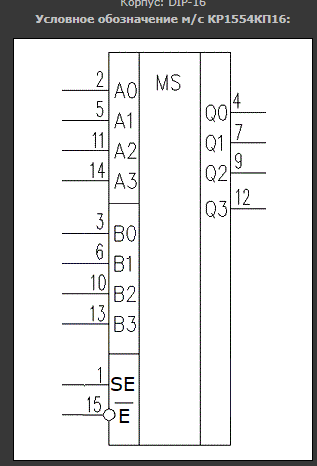 Корпус: DIP-16
Условное обозначение м/с КР1554КП16:
2 A0 MS Q0 4
5 A1 Q1 7
11 A2 Q2 9
14 A3 Q3 12
3 B0
6 B1
10 B2
13 B3
1 SE
15 E̅